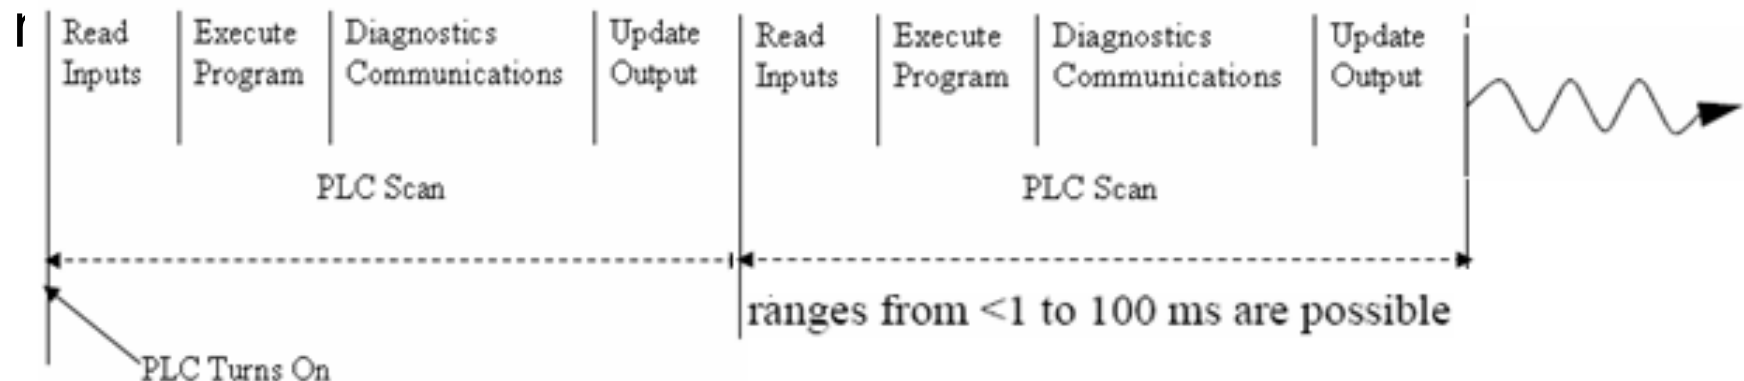 Read
Inputs
Execute
Program
Diagnostics
Communications
Update
Output
Read
Inputs
Execute
Program
Diagnostics
Communications
Update
Output
PLC Scan
PLC Scan
ranges from <1 to 100 ms are possible
PLC Turns On